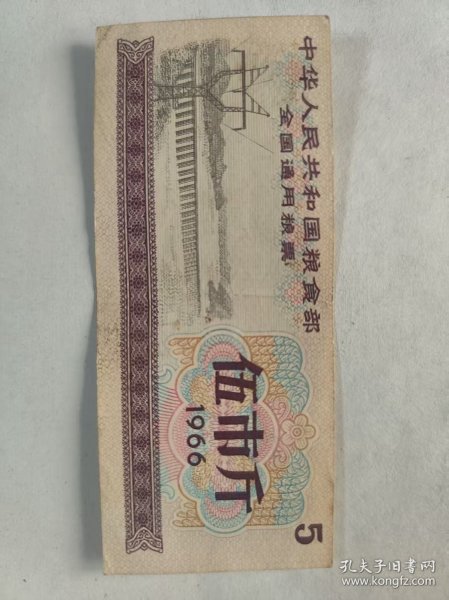 中华人民共和国粮食部
全国通用粮票
伍市斤
1966
5
孔夫子旧书网
www.kongfz.com